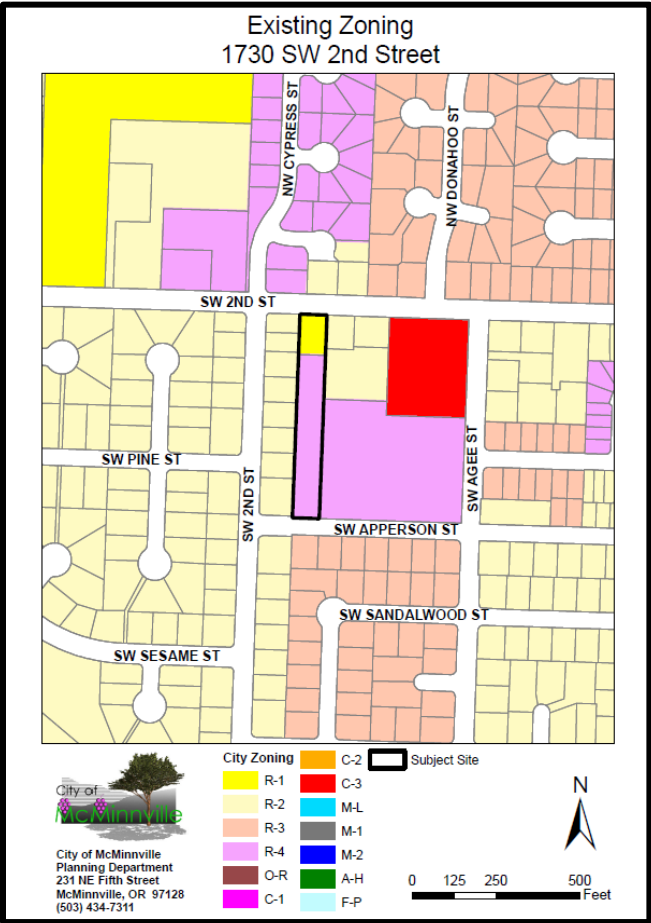 Existing Zoning
1730 SW 2nd Street
NW CYPRESS ST
NW DONAHOO ST
SW 2ND ST
SW PINE ST
SW 2ND ST
SW AGEE ST
SW APPERSON ST
SW SANDALWOOD ST
SW SESAME ST
City of
McMinnville
City of McMinnville
Planning Department
231 NE Fifth Street
McMinnville, OR 97128
(503) 434-7311
City Zoning
R-1
R-2
R-3
R-4
O-R
C-1
C-2
C-3
M-L
M-1
M-2
A-H
F-P
Subject Site
N
0 125 250 500
Feet